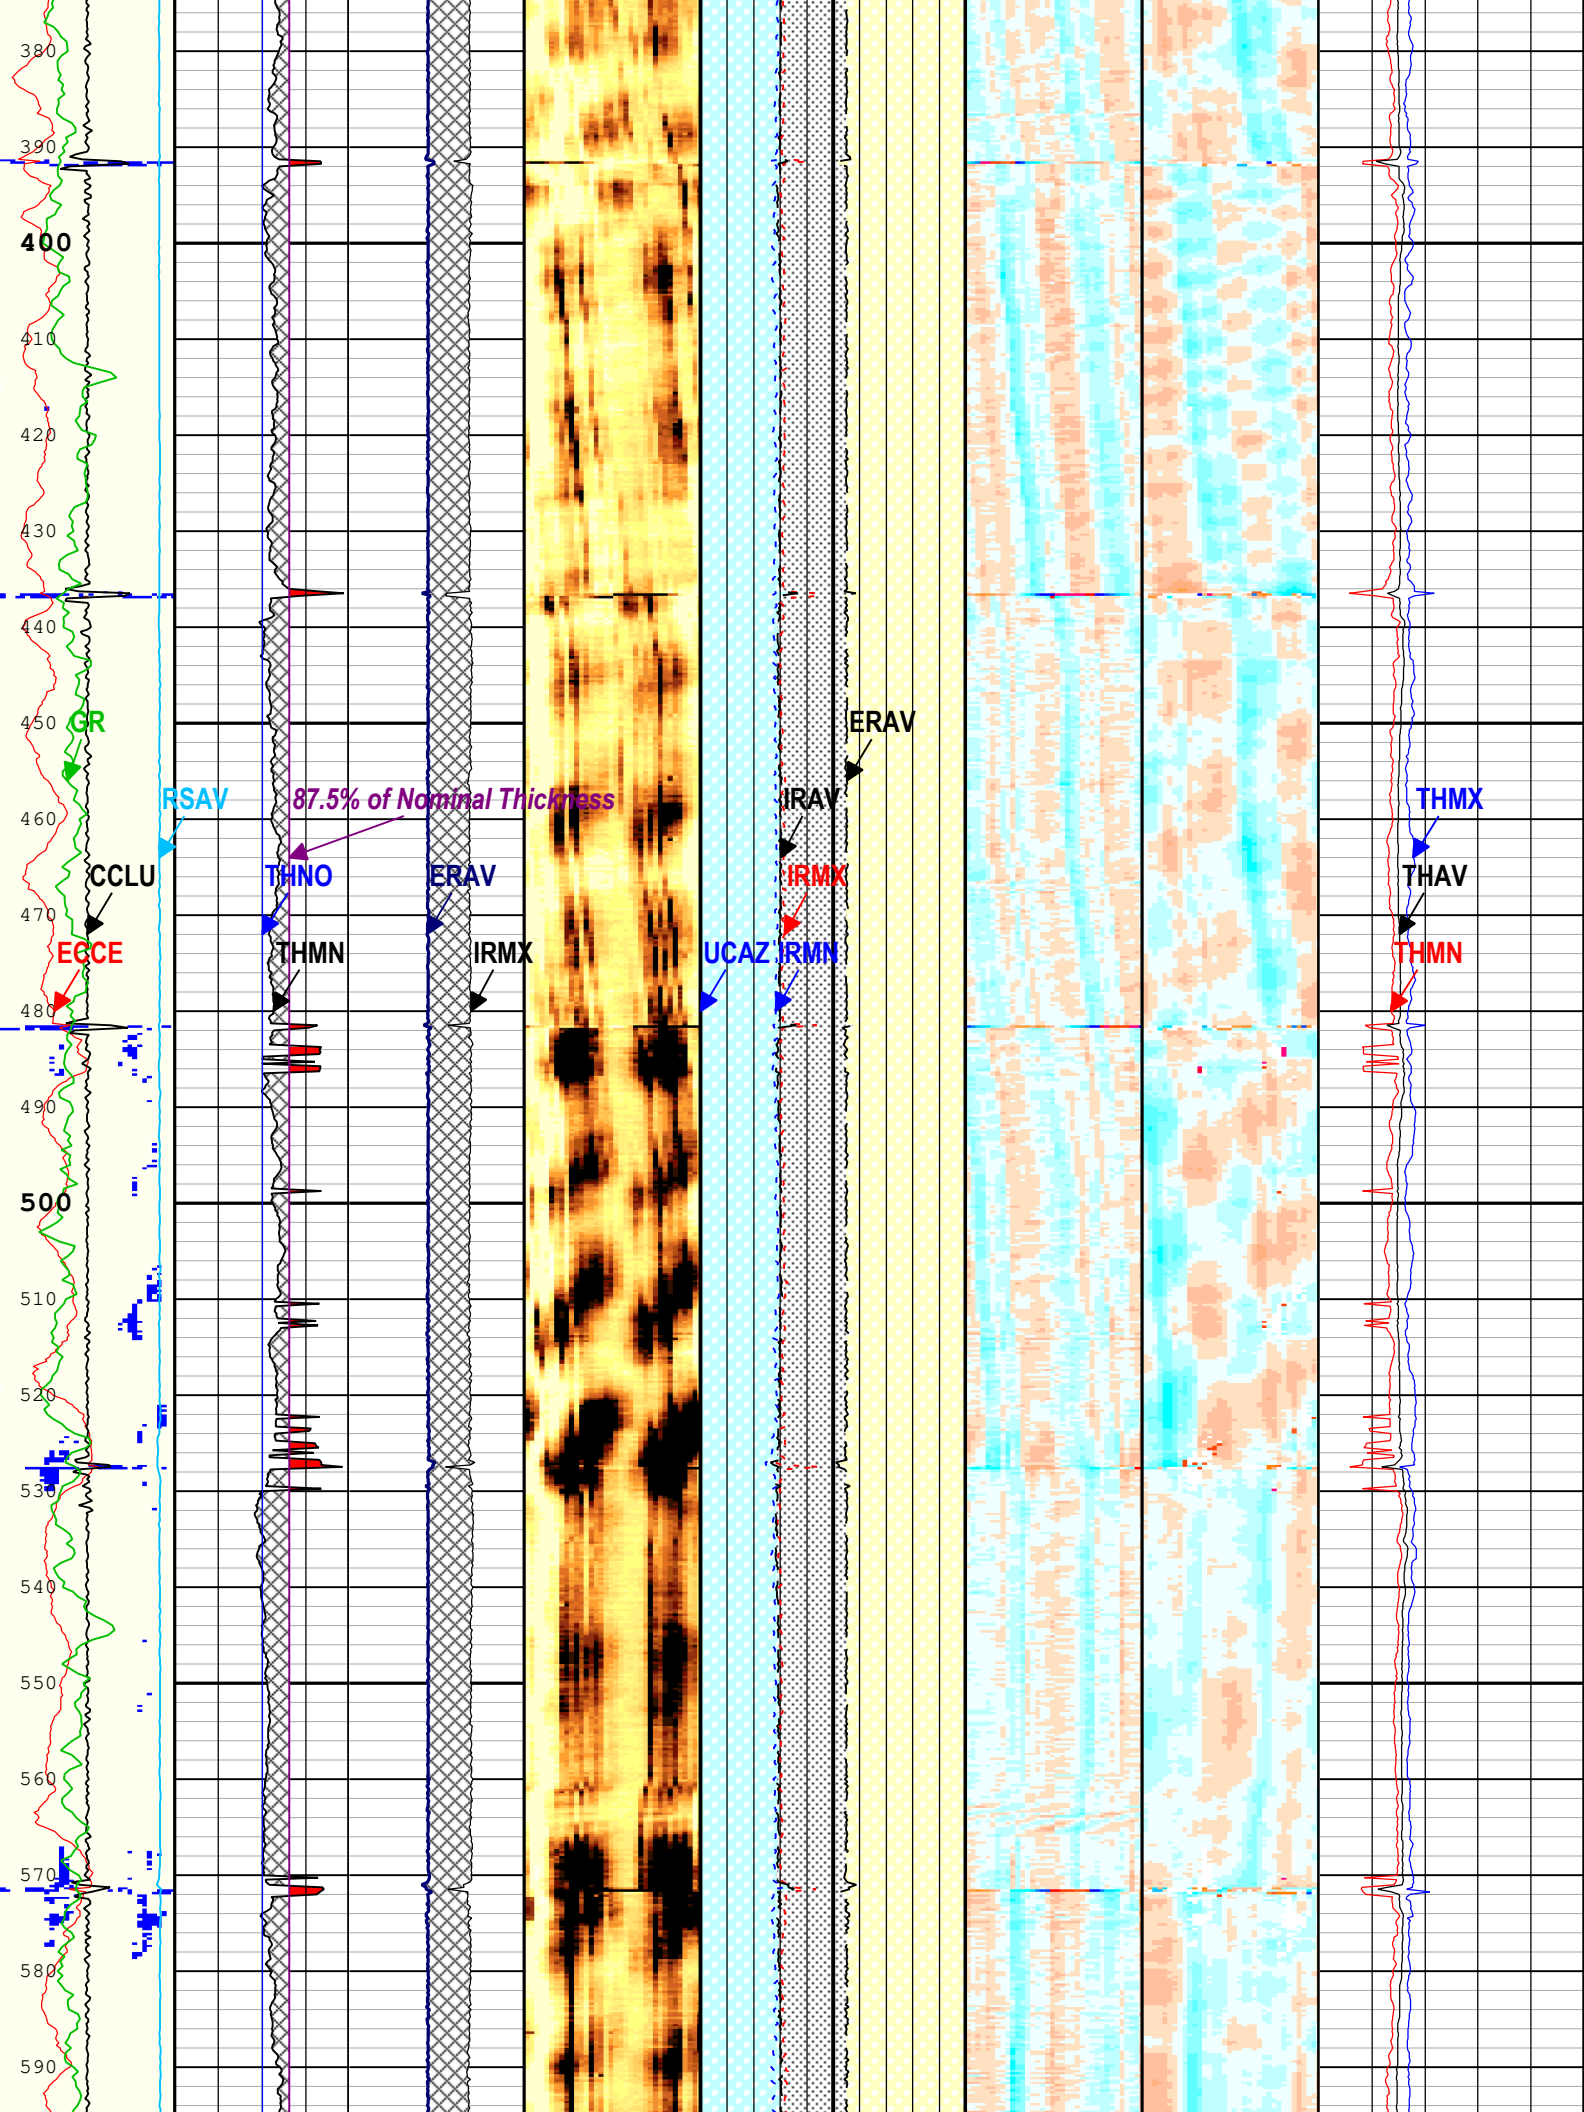 380
390
400
410
420
430
440
450
GR
ERAV
RSAV
87.5% of Nominal Thickness
IRAV
THMX
460
CCLU
THNO
ERAV
IRMX
THAV
470
ECCE
THMN
IRMX
UCAZ
IRMN
THMN
480
490
500
510
520
530
540
550
560
570
580
590